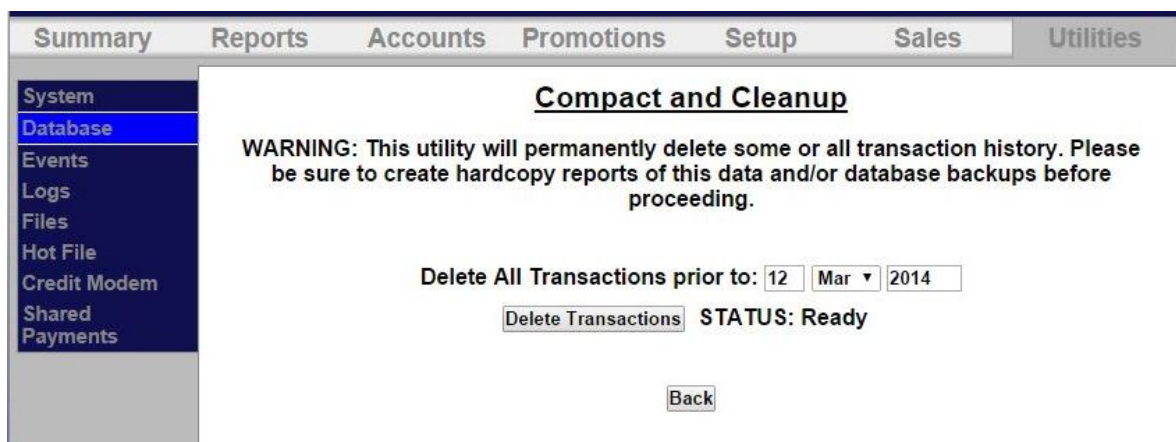 Summary Reports Accounts Promotions Setup Sales Utilities
System
Database
Events
Logs
Files
Hot File
Credit Modem
Shared
Payments
Compact and Cleanup
WARNING: This utility will permanently delete some or all transaction history. Please
be sure to create hardcopy reports of this data and/or database backups before
proceeding.
Delete All Transactions prior to: 12 Mar 2014
Delete Transactions STATUS: Ready
Back